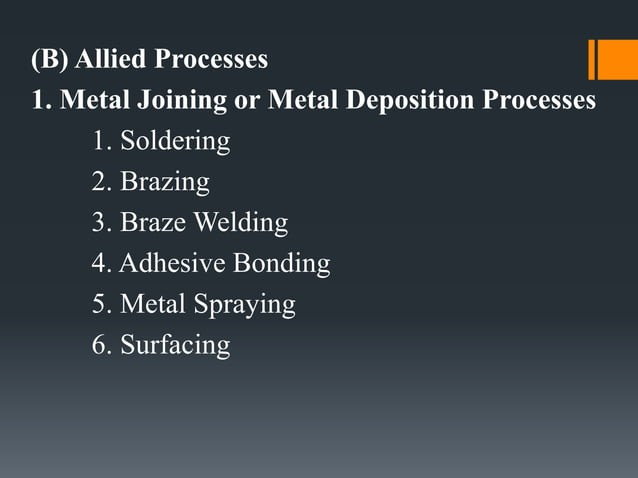 (B) Allied Processes
1. Metal Joining or Metal Deposition Processes
1. Soldering
2. Brazing
3. Braze Welding
4. Adhesive Bonding
5. Metal Spraying
6. Surfacing